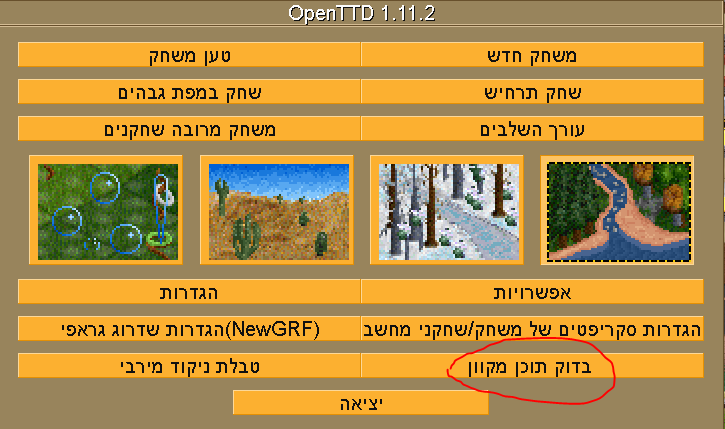 OpenTTD 1.11.2
משחק חדש
טען משחק
שחק תרחיש
שחק במפת גבהים
עורך השלבים
משחק מרובה שחקנים
אפשרויות
הגדרות
הגדרות סקריפטים של משחק/שחקני מחשב
הגדרות שדרוג גראפי(NewGRF)
בדוק תוכן מקוון
טבלת ניקוד מירבי
יציאה